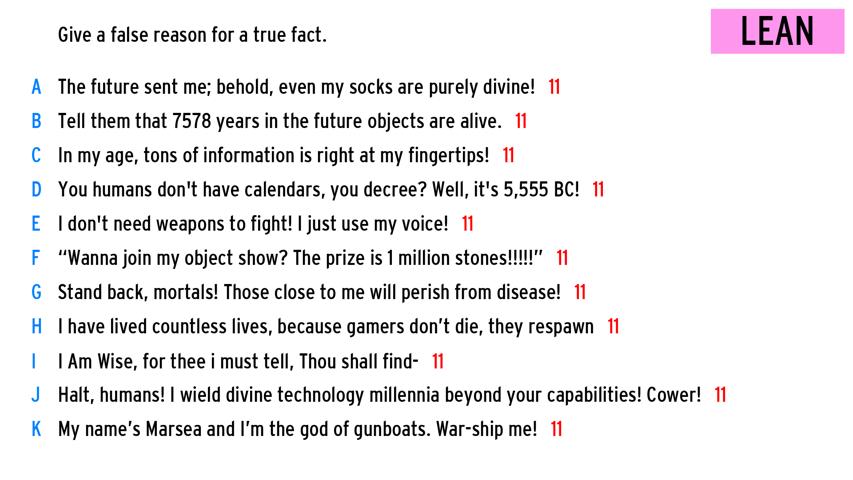 Give a false reason for a true fact.
LEAN
A The future sent me; behold, even my socks are purely divine! 11
B Tell them that 7578 years in the future objects are alive. 11
C In my age, tons of information is right at my fingertips! 11
D You humans don't have calendars, you decree? Well, it's 5,555 BC! 11
E I don't need weapons to fight! I just use my voice! 11
F “Wanna join my object show? The prize is 1 million stones!!!!!” 11
G Stand back, mortals! Those close to me will perish from disease! 11
H I have lived countless lives, because gamers don’t die, they respawn 11
I I Am Wise, for thee i must tell, Thou shall find- 11
J Halt, humans! I wield divine technology millennia beyond your capabilities! Cower! 11
K My name’s Marsea and I’m the god of gunboats. War-ship me! 11